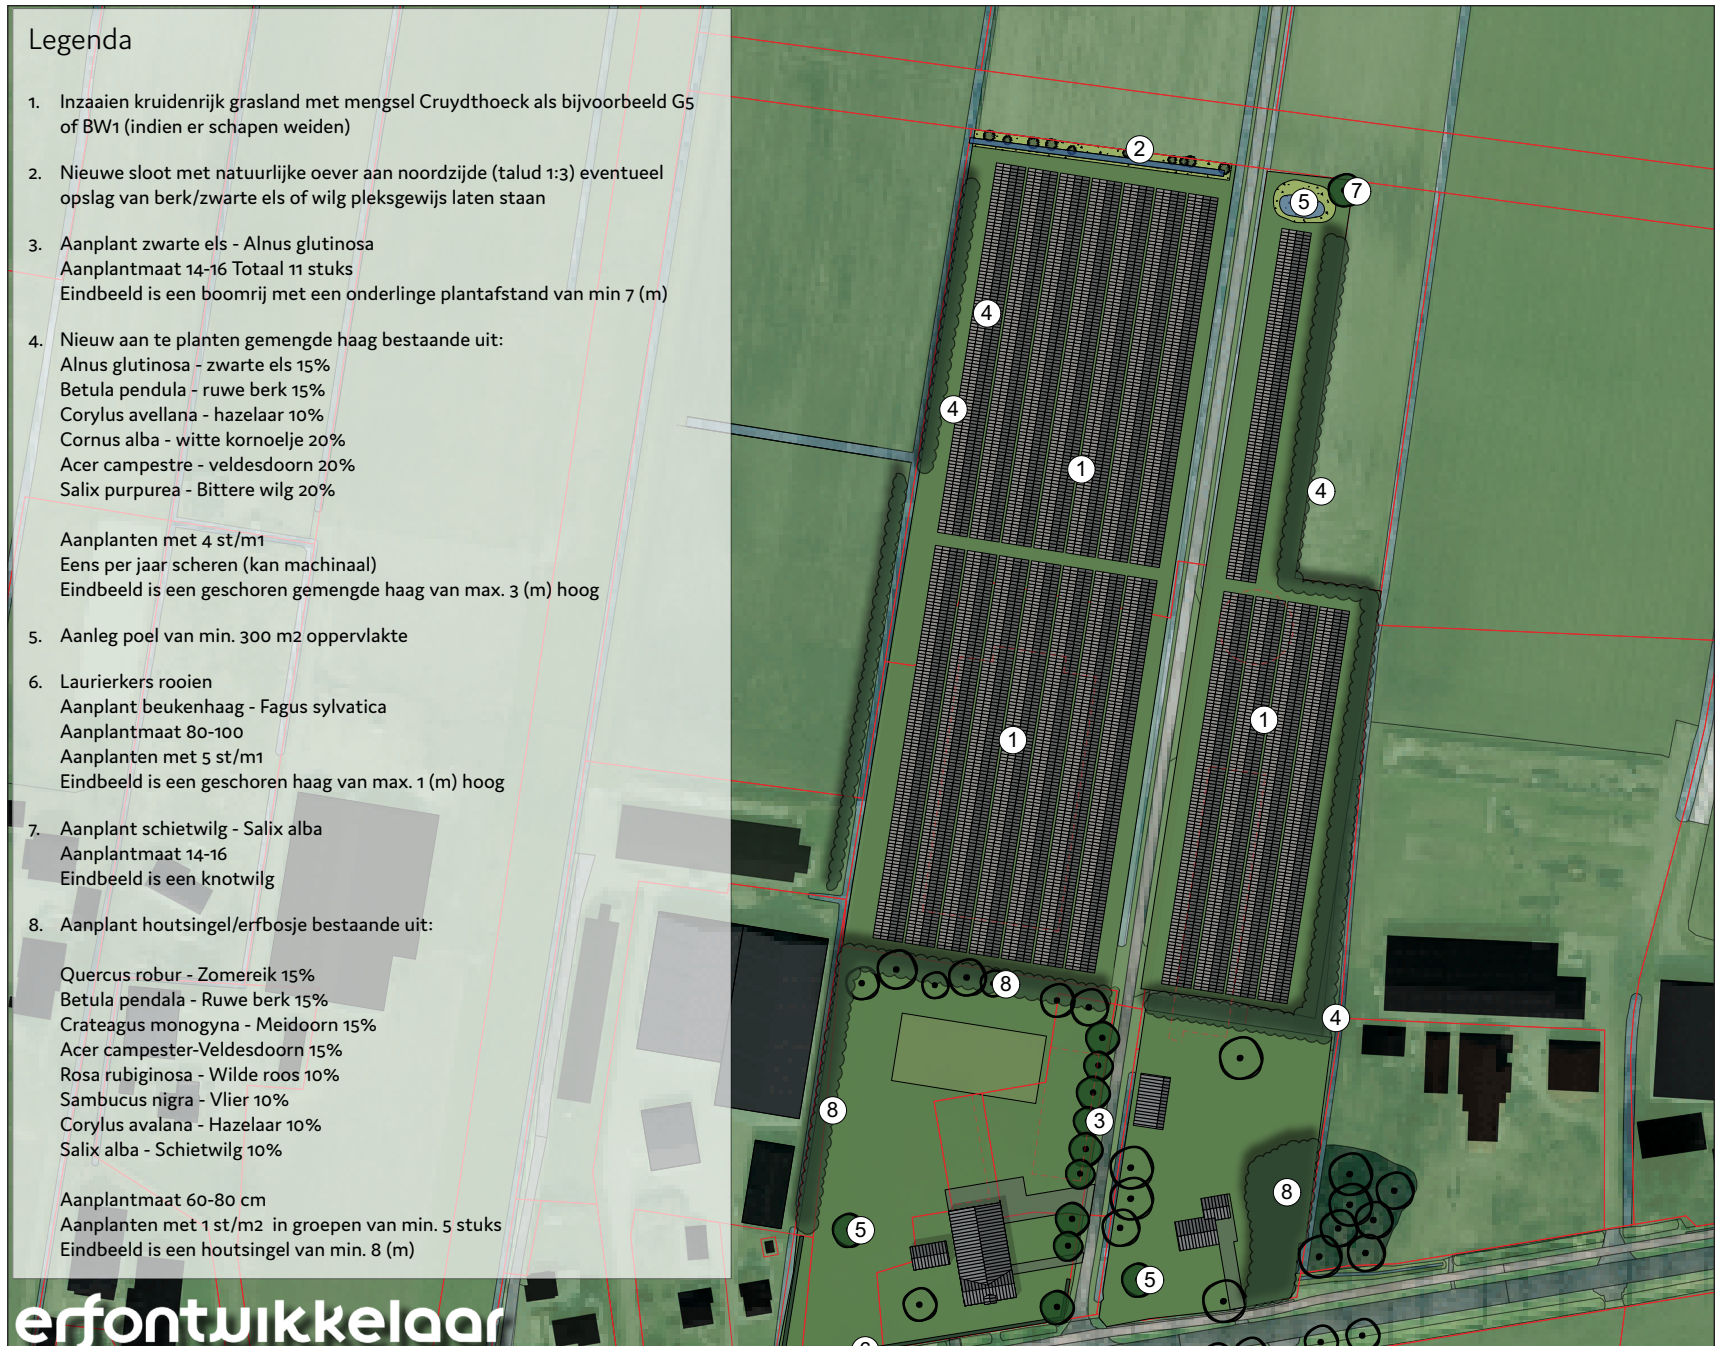 Legenda
1. Inzaaien kruidenrijk grasland met mengsel Cruydthoeck als bijvoorbeeld G5
of BW1 (indien er schapen weiden)
2. Nieuwe sloot met natuurlijke oever aan noordzijde (talud 1:3) eventueel
opslag van berk/zwarte els of wilg pleksgewijs laten staan
3. Aanplant zwarte els - Alnus glutinosa
Aanplantmaat 14-16 Totaal 11 stuks
Eindbeeld is een boomrij met een onderlinge plantafstand van min 7 (m)
4. Nieuw aan te planten gemengde haag bestaande uit:
Alnus glutinosa - zwarte els 15%
Betula pendula - ruwe berk 15%
Corylus avellana - hazelaar 10%
Cornus alba - witte kornoelje 20%
Acer campestre - veldesdoorn 20%
Salix purpurea - Bittere wilg 20%
Aanplanten met 4 st/m1
Eens per jaar scheren (kan machinaal)
Eindbeeld is een geschoren gemengde haag van max. 3 (m) hoog
5. Aanleg poel van min. 300 m2 oppervlakte
6. Laurierkers rooien
Aanplant beukenhaag - Fagus sylvatica
Aanplantmaat 80-100
Aanplanten met 5 st/m1
Eindbeeld is een geschoren haag van max. 1 (m) hoog
7. Aanplant schietwilg - Salix alba
Aanplantmaat 14-16
Eindbeeld is een knotwilg
8. Aanplant houtsingel/erfbosje bestaande uit:
Quercus robur - Zomereik 15%
Betula pendala - Ruwe berk 15%
Crateagus monogyna - Meidoorn 15%
Acer campester-Veldesdoorn 15%
Rosa rubiginosa - Wilde roos 10%
Sambucus nigra - Vlier 10%
Corylus avalana - Hazelaar 10%
Salix alba - Schietwilg 10%
Aanplantmaat 60-80 cm
Aanplanten met 1 st/m2 in groepen van min. 5 stuks
Eindbeeld is een houtsingel van min. 8 (m)
erfontwikkelaar
2
7
5
4
4
1
4
1
1
8
4
8
3
8
5
5